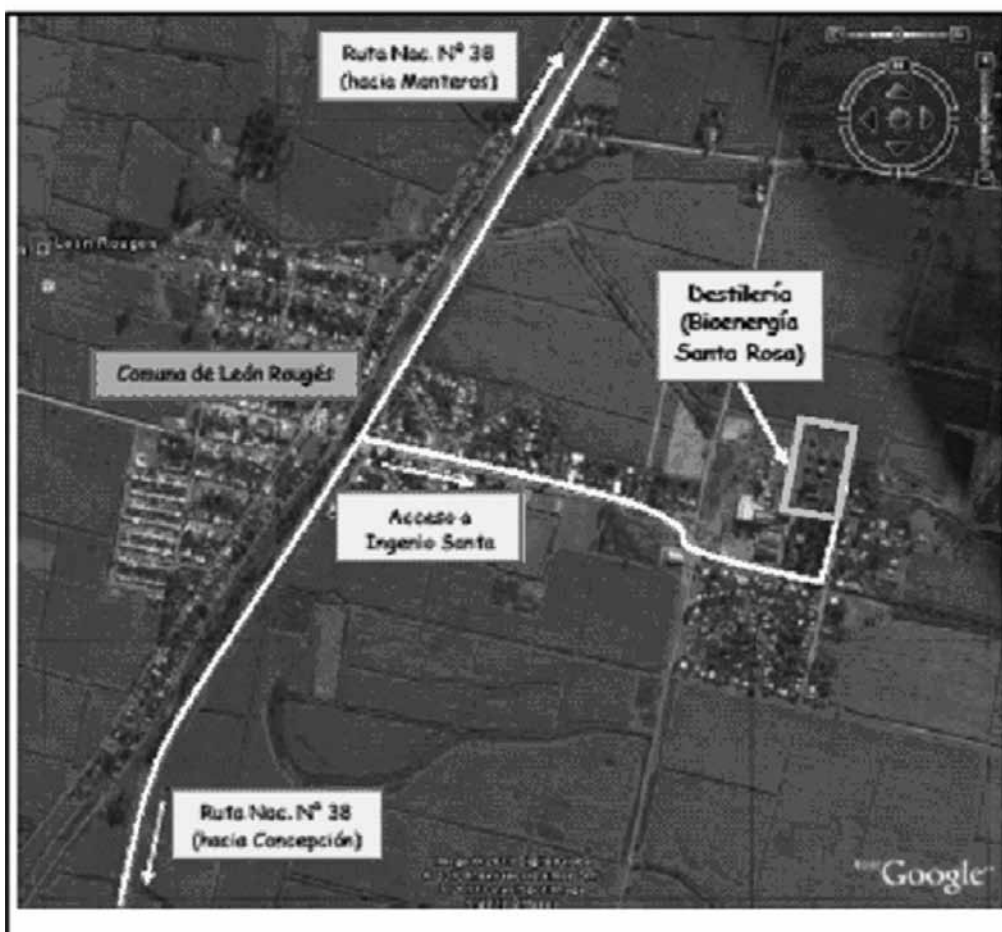 Ruta Nac. Nº 38
(hacia Monteros)
León Rougés
Destilería
(Bioenergía
Santa Rosa)
Comuna de León Rougés
Acceso a
Ingenio Santa
Ruta Nac. Nº 38
(hacia Concepción)
Google